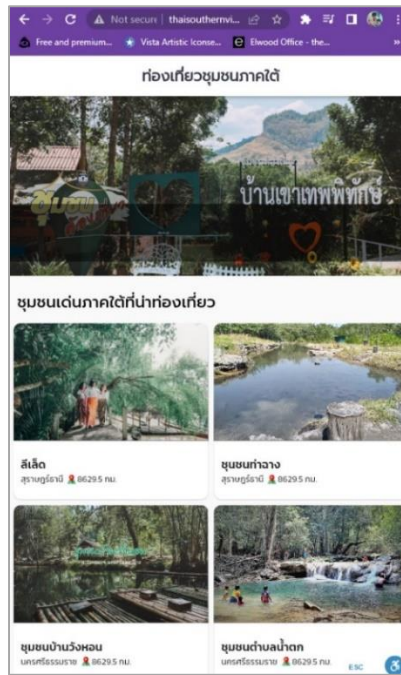 Not secure | thaisouthernvi...
Free and premium...
Vista Artistic Iconse...
Elwood Office - the...
»
ท่องเที่ยวชุมชนภาคใต้
บ้านเขาเทพพิทักษ์
ชุมชนเด่นภาคใต้ที่น่าท่องเที่ยว
ลีเล็ด
สุราษฎร์ธานี 8629.5 กม.
ชุมชนท่าฉาง
สุราษฎร์ธานี 8629.5 กม.
ชุมชนบ้านวังหอน
นครศรีธรรมราช 8629.5 กม.
ชุมชนตำบลน้ำตก
นครศรีธรรมราช 8629.5 กม.
ESC